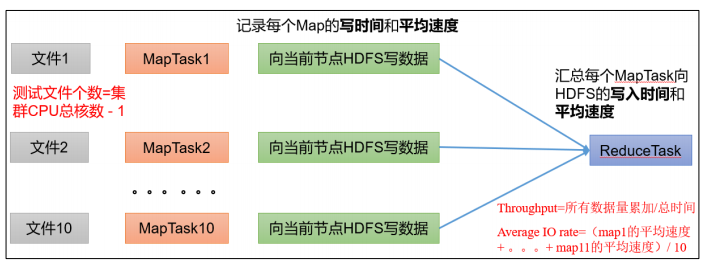 记录每个Map的写时间和平均速度
文件1
MapTask1
向当前节点HDFS写数据
测试文件个数=集
群CPU总核数 - 1
汇总每个MapTask向
HDFS的写入时间和
平均速度
文件2
MapTask2
向当前节点HDFS写数据
ReduceTask
。。。。。。
文件10
MapTask10
向当前节点HDFS写数据
Throughput=所有数据量累加/总时间
Average IO rate=（map1的平均速度
+ 。。。+ map11的平均速度）/ 10